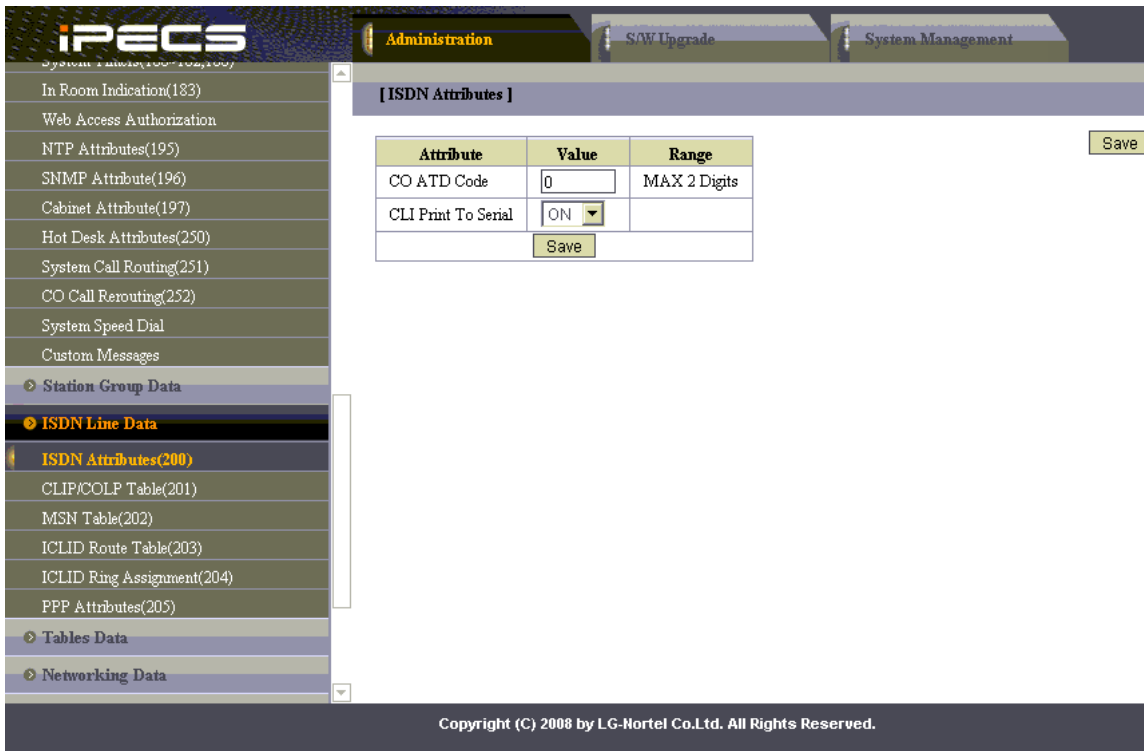 iPECS
Administration
S/W Upgrade
System Management
In Room Indication(183)
Web Access Authorization
NTP Attributes(195)
SNMP Attribute(196)
Cabinet Attribute(197)
Hot Desk Attributes(250)
System Call Routing(251)
CO Call Rerouting(252)
System Speed Dial
Custom Messages
Station Group Data
ISDN Line Data
ISDN Attributes(200)
CLIP/COLP Table(201)
MSN Table(202)
ICLID Route Table(203)
ICLID Ring Assignment(204)
PPP Attributes(205)
Tables Data
Networking Data
[ ISDN Attributes ]
Save
Attribute Value Range
CO ATD Code 0 MAX 2 Digits
CLI Print To Serial ON
Save
Copyright (C) 2008 by LG-Nortel Co.Ltd. All Rights Reserved.